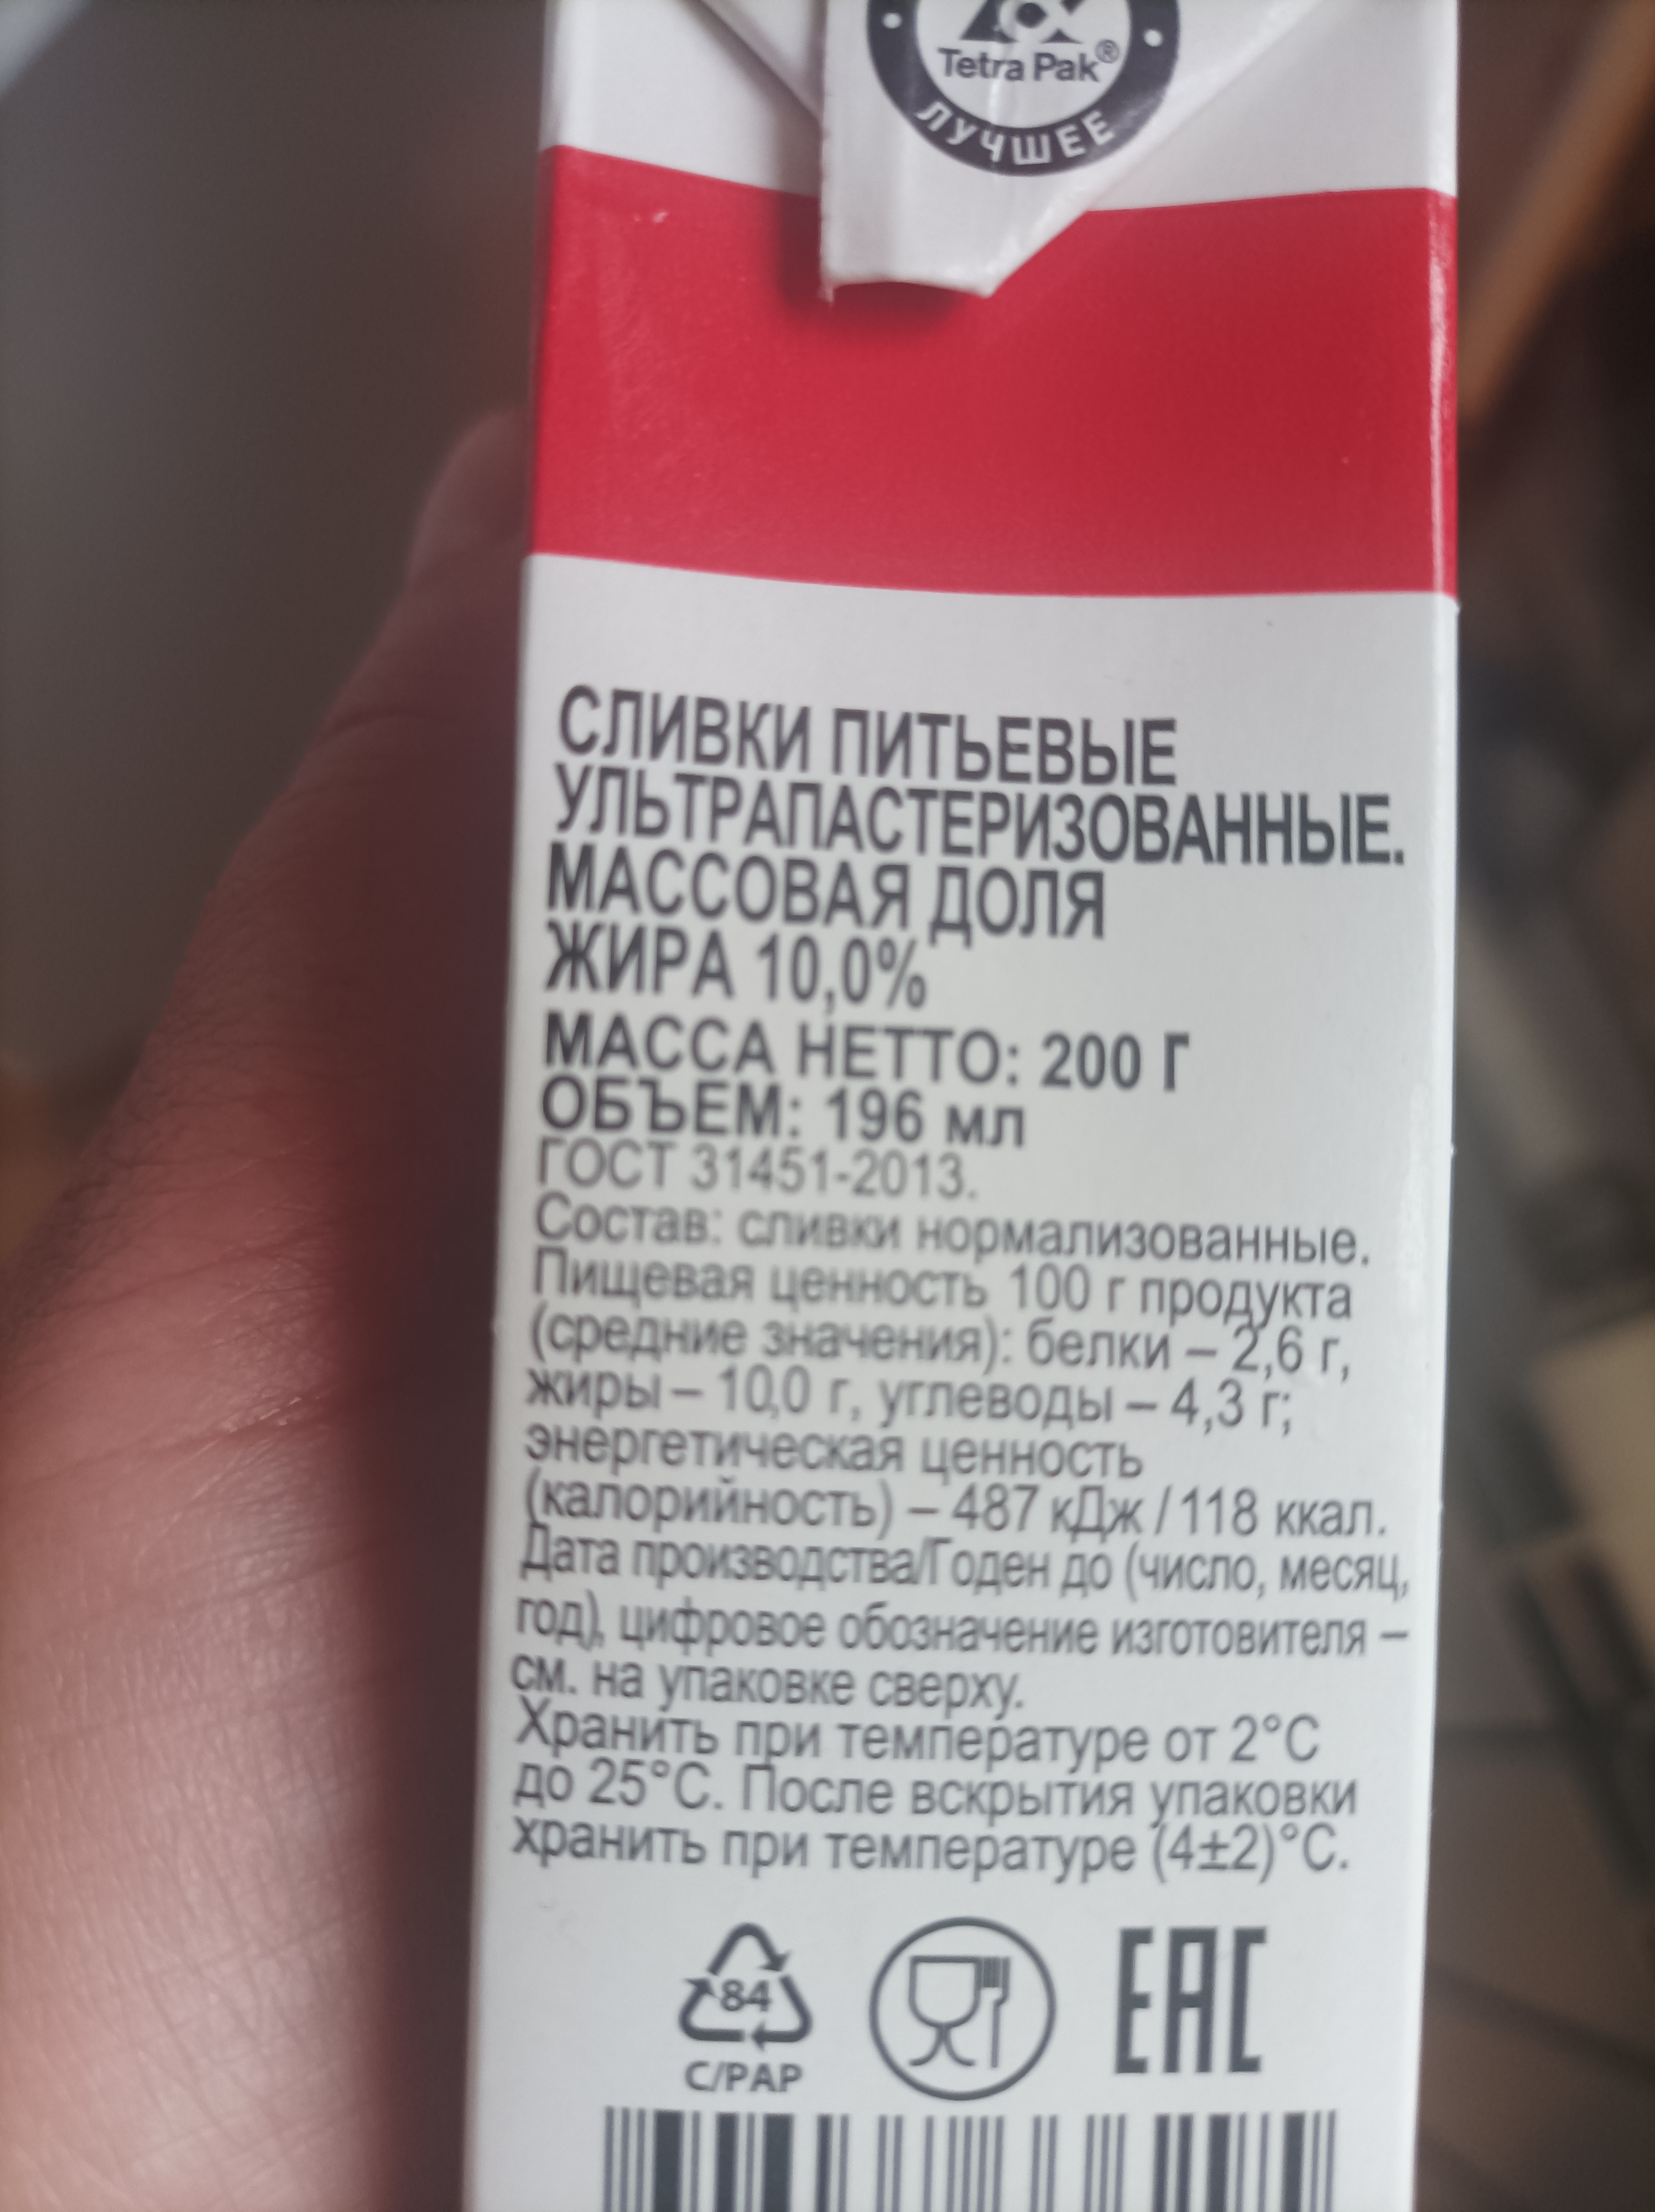 Tetra Pak®
ЛУЧШЕЕ
СЛИВКИ ПИТЬЕВЫЕ
УЛЬТРАПАСТЕРИЗОВАННЫЕ.
МАССОВАЯ ДОЛЯ
ЖИРА 10,0%
МАССА НЕТТО: 200 Г
ОБЪЕМ: 196 мл
ГОСТ 31451-2013.
Состав: сливки нормализованные.
Пищевая ценность 100 г продукта
(средние значения): белки – 2,6 г,
жиры – 10,0 г, углеводы – 4,3 г;
энергетическая ценность
(калорийность) – 487 кДж / 118 ккал.
Дата производства/Годен до (число, месяц,
год), цифровое обозначение изготовителя –
см. на упаковке сверху.
Хранить при температуре от 2°С
до 25°С. После вскрытия упаковки
хранить при температуре (4±2)°С.
84
C/PAP
EAC